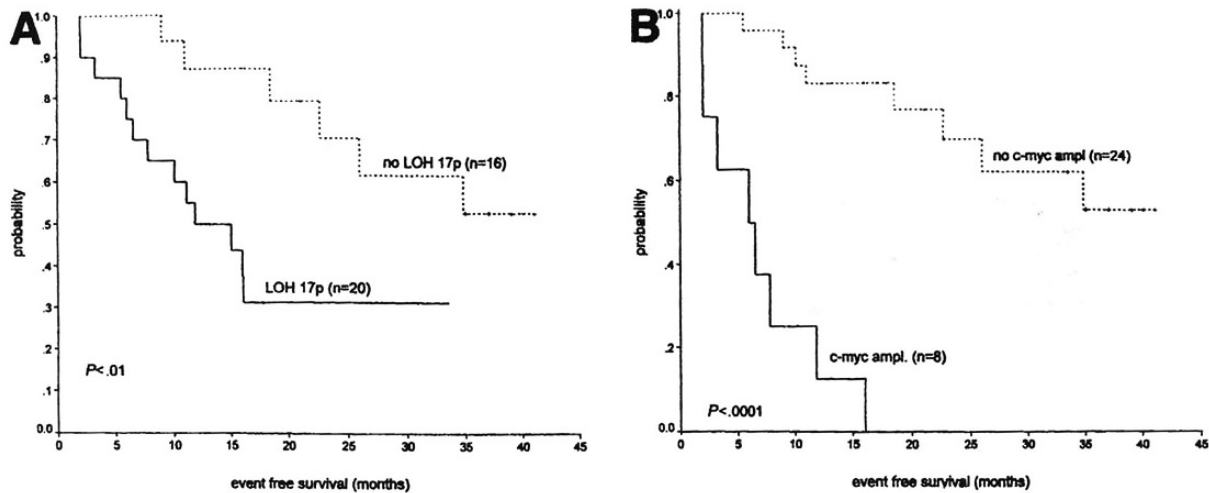 A
1.0
.9
.8
.7
.6
.5
.4
.3
.2
.1
0.0
probability
no LOH 17p (n=16)
LOH 17p (n=20)
P<.01
0 5 10 15 20 25 30 35 40 45
event free survival (months)
B
1.0
.8
.6
.4
.2
0.0
probability
no c-myc ampl (n=24)
c-myc ampl. (n=8)
P<.0001
0 5 10 15 20 25 30 35 40 45
event free survival (months)